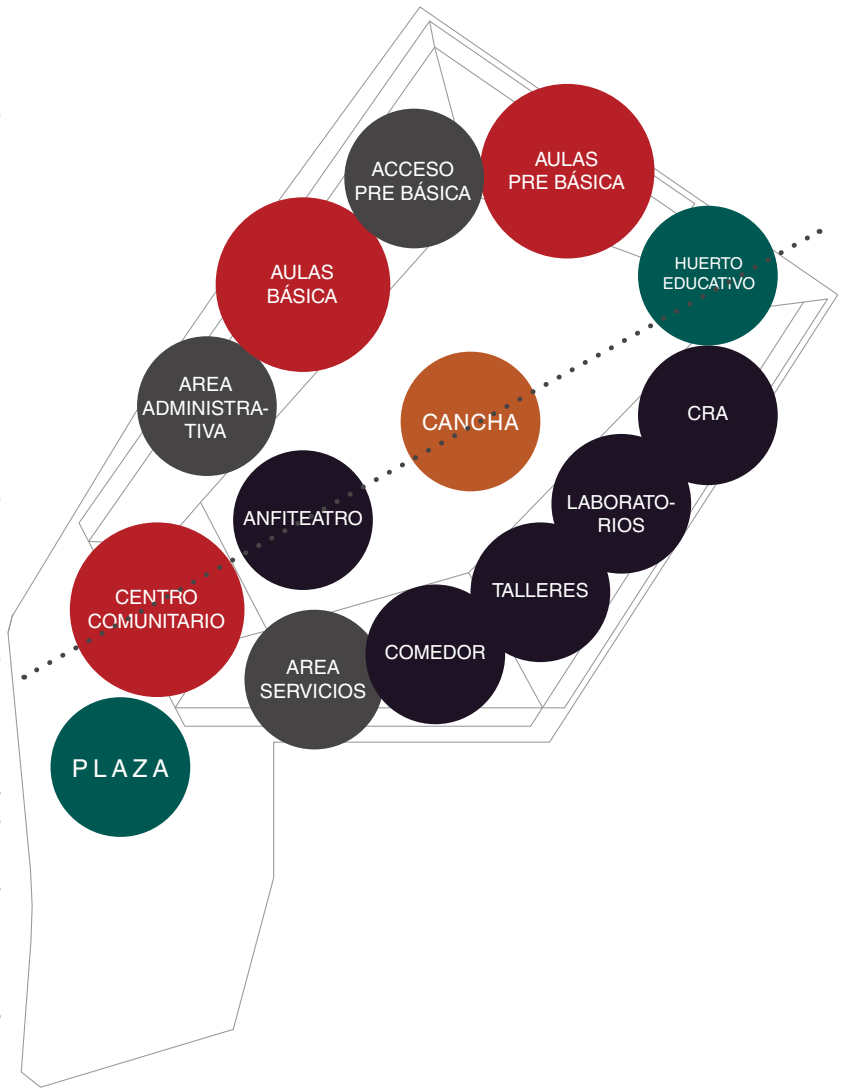 ACCESO
PRE BÁSICA
AULAS
PRE BÁSICA
AULAS
BÁSICA
HUERTO
EDUCATIVO
AREA
ADMINISTRA-
TIVA
CANCHA
CRA
ANFITEATRO
LABORATO-
RIOS
CENTRO
COMUNITARIO
TALLERES
COMEDOR
AREA
SERVICIOS
PLAZA